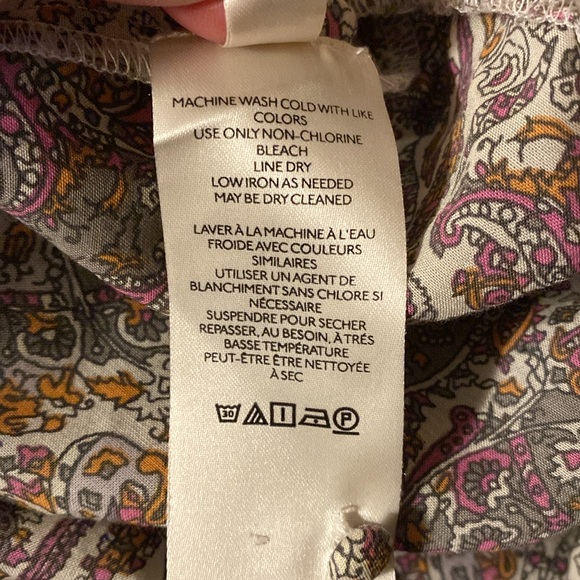 MACHINE WASH COLD WITH LIKE
COLORS
USE ONLY NON-CHLORINE
BLEACH
LINE DRY
LOW IRON AS NEEDED
MAY BE DRY CLEANED
LAVER À LA MACHINE À L'EAU
FROIDE AVEC COULEURS
SIMILAIRES
UTILISER UN AGENT DE
BLANCHIMENT SANS CHLORE SI
NÉCESSAIRE
SUSPENDRE POUR SECHER
REPASSER, AU BESOIN, À TRÉS
BASSE TEMPÉRATURE
PEUT-ÊTRE ÊTRE NETTOYÉE
À SEC
30 P